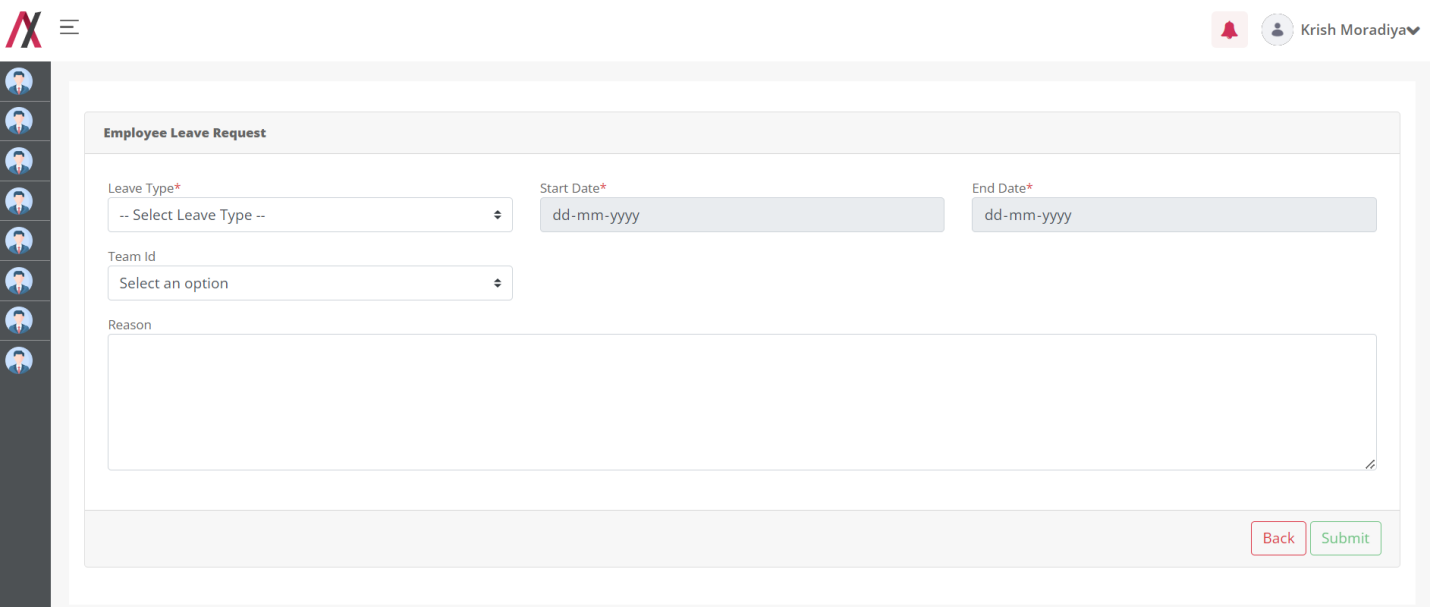 Krish Moradiya
Employee Leave Request
Leave Type* Start Date* End Date*
-- Select Leave Type -- dd-mm-yyyy dd-mm-yyyy
Team Id
Select an option
Reason
Back Submit